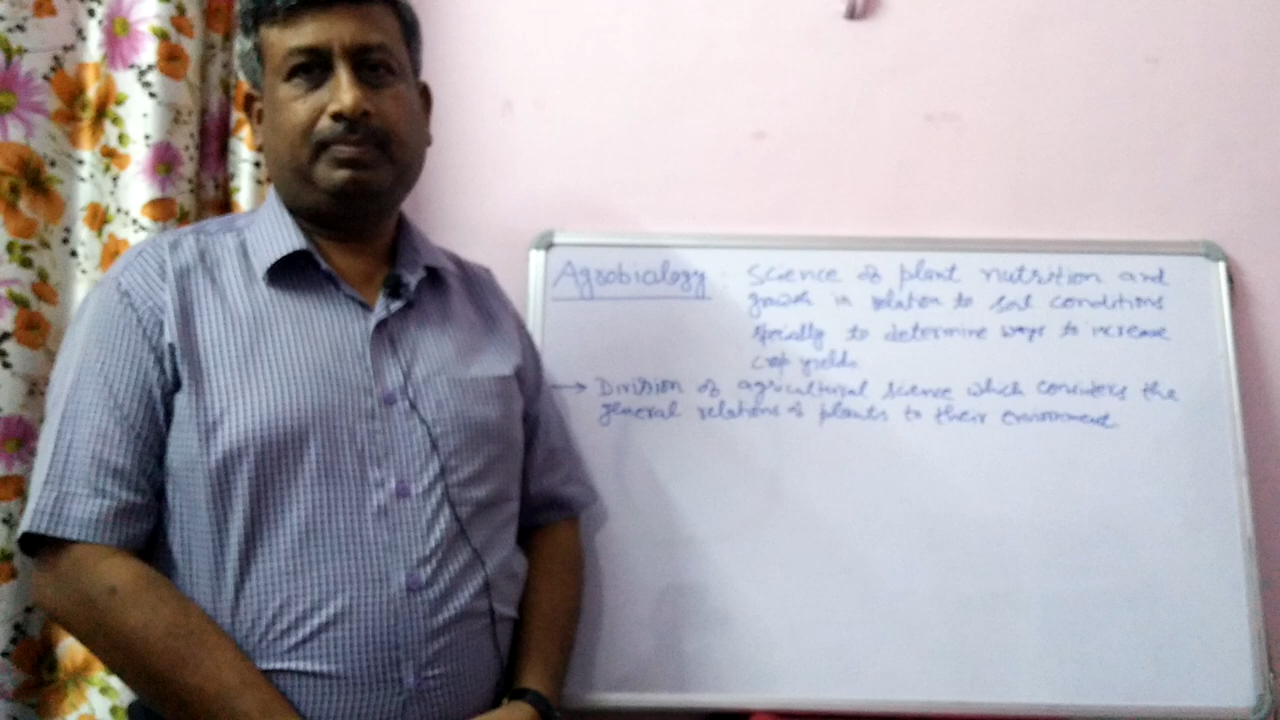 Agrobiology : Science of plant nutrition and
growth in relation to soil conditions
specially to determine ways to increase
crop yields
→ Division of agricultural science which considers the
general relations of plants to their environment